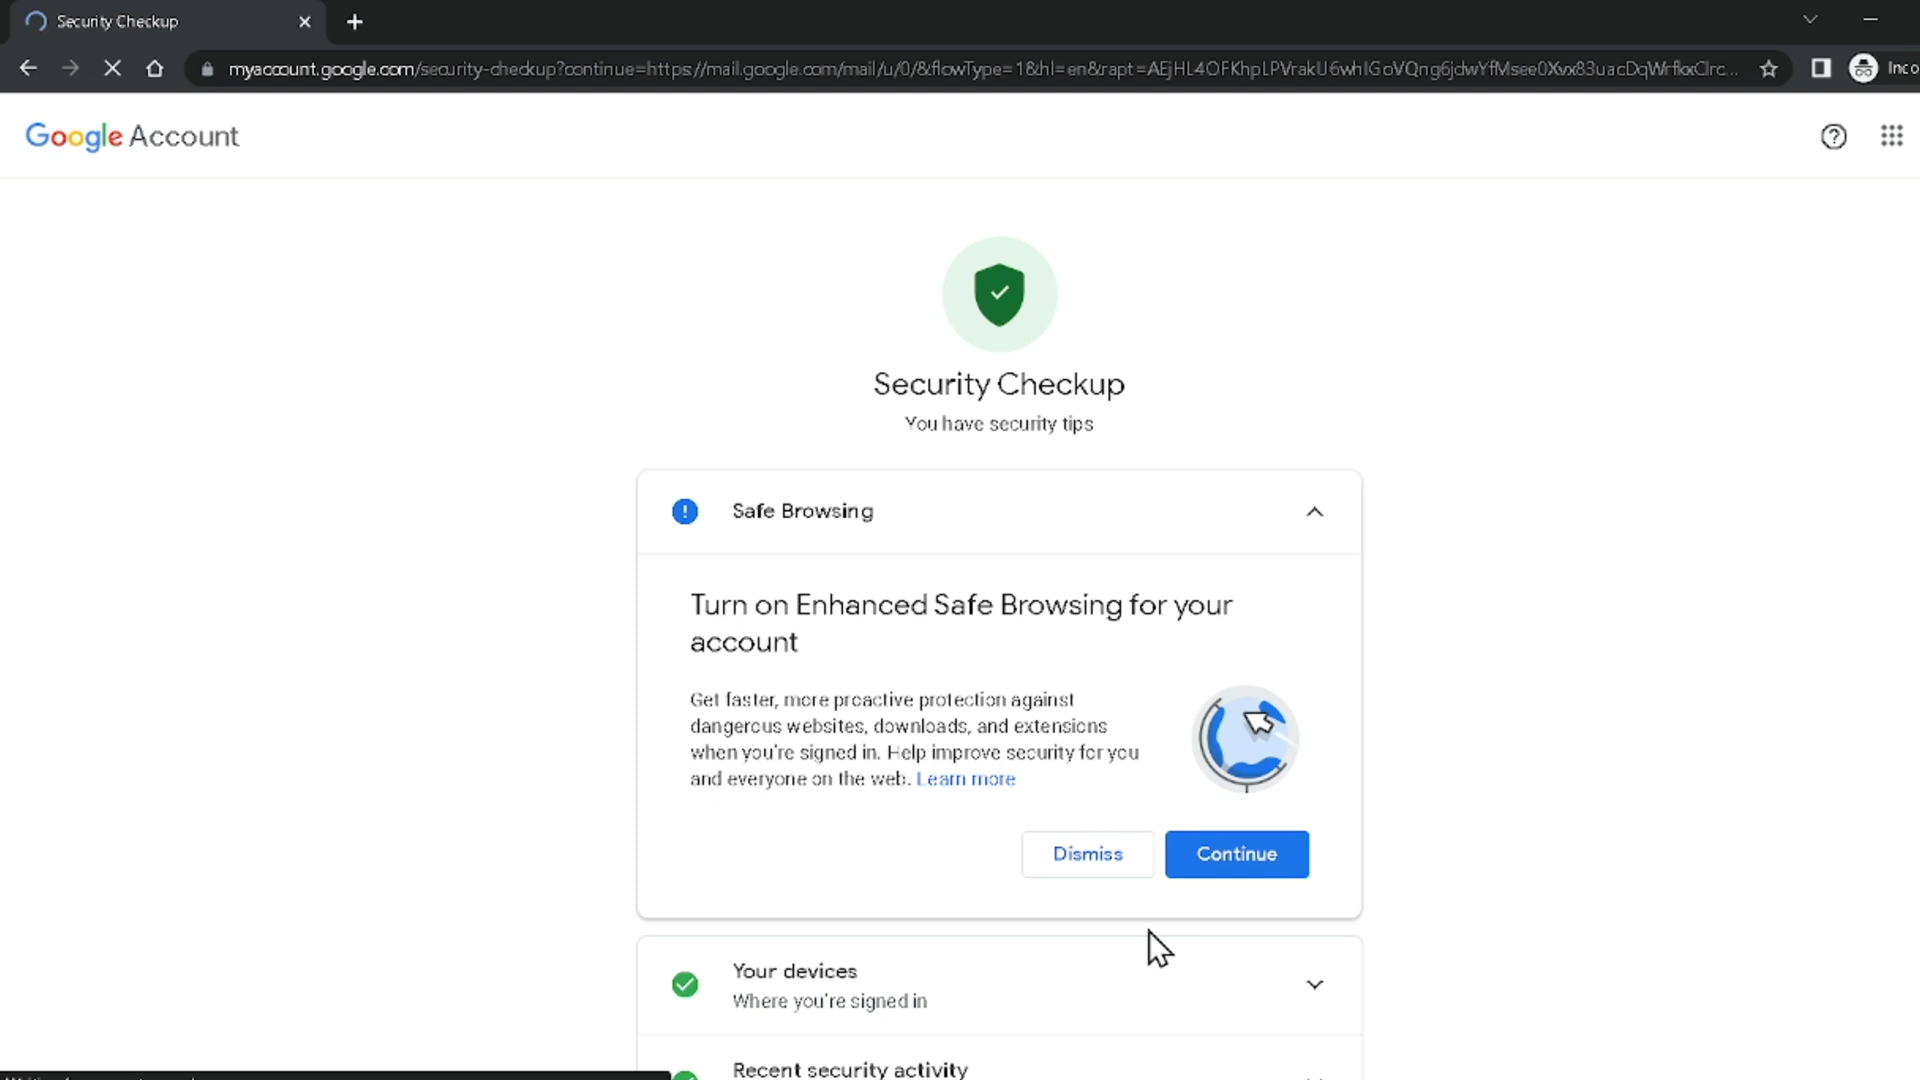 Security Checkup
myaccount.google.com/security-checkup?continue=https://mail.google.com/mail/u/0/&flowType=1&hl=en&rapt=AEjHL4OFKhpLPVrakU6whIGoVQng6jdwYfMsee0Xvx83uacDqWrfkxClrc...
Inco
Google Account
Security Checkup
You have security tips
Safe Browsing
Turn on Enhanced Safe Browsing for your
account
Get faster, more proactive protection against
dangerous websites, downloads, and extensions
when you're signed in. Help improve security for you
and everyone on the web. Learn more
Dismiss
Continue
Your devices
Where you're signed in
Recent security activity